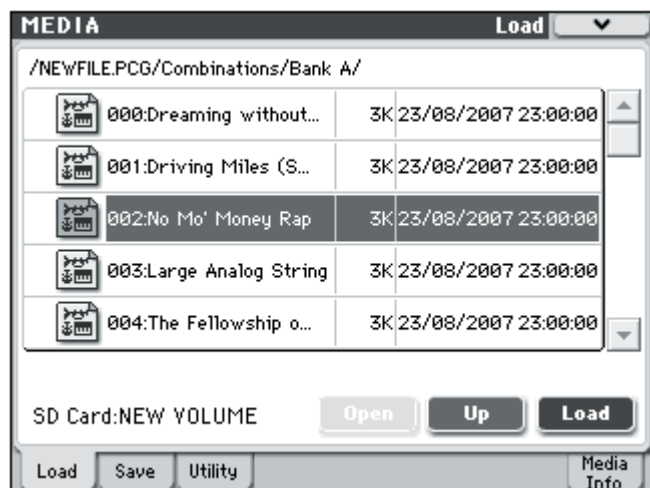 MEDIA Load
/NEWFILE.PCG/Combinations/Bank A/
000:Dreaming without... 3K 23/08/2007 23:00:00
001:Driving Miles (S... 3K 23/08/2007 23:00:00
002:No Mo' Money Rap 3K 23/08/2007 23:00:00
003:Large Analog String 3K 23/08/2007 23:00:00
004:The Fellowship o... 3K 23/08/2007 23:00:00
SD Card:NEW VOLUME Open Up Load
Load Save Utility Media Info